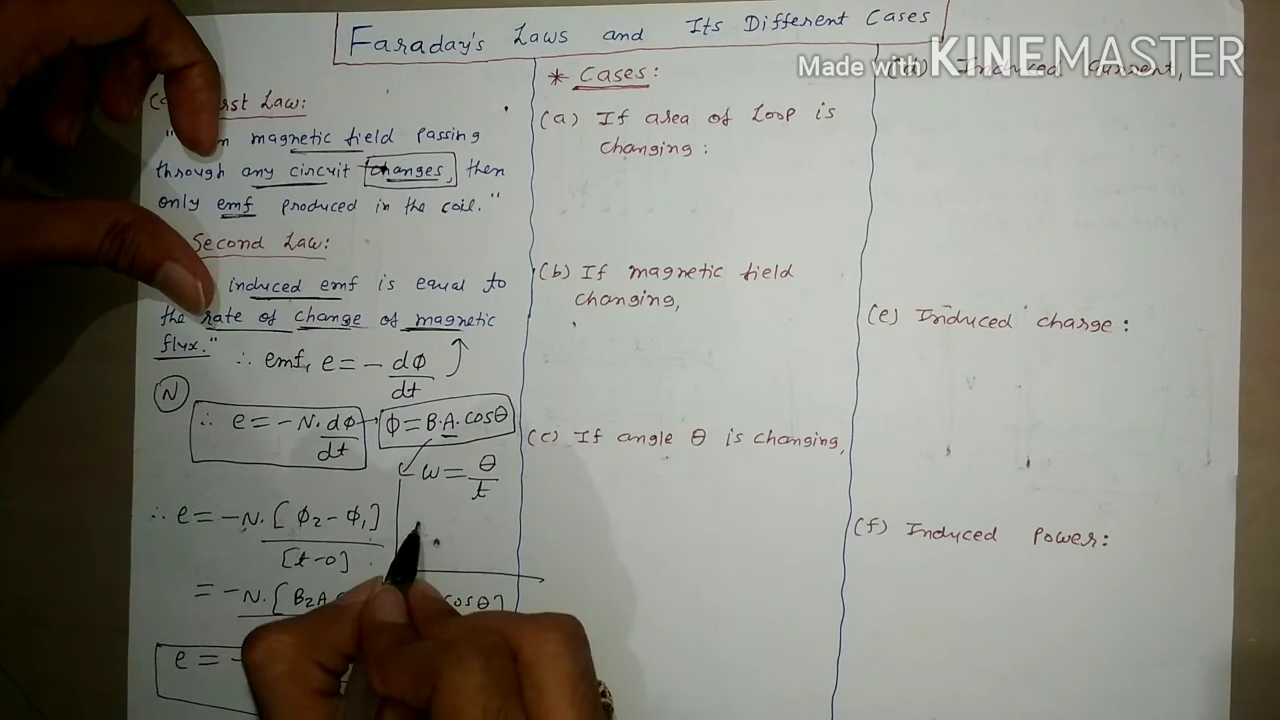 Faraday's Laws and Its Different Cases
Made with KINEMASTER
Law:
magnetic field passing
through any circuit changes, then
only emf produced in the coil."
Second Law:
induced emf is equal to
the rate of change of magnetic
flux." ∴ emf, e = - dφ/dt
N
∴ e = -N. dφ/dt
φ = B.A. cosθ
ω = θ/t
∴ e = -N. [φ₂ - φ₁]
[t-0]
= -N. [B₂A cosθ]
e = -
* Cases:
(a) If area of Loop is
changing:
(b) If magnetic field
changing,
(c) If angle θ is changing,
Induced Current,
(e) Induced charge:
(f) Induced Power: